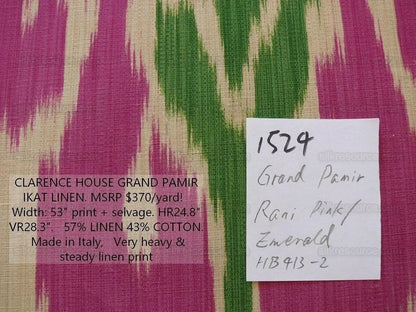 CLARENCE HOUSE GRAND PAMIR
IKAT LINEN. MSRP $370/yard!
Width: 53" print + selvage. HR24.8"
VR28.3". 57% LINEN 43% COTTON.
Made in Italy, Very heavy &
steady linen print
1524
Grand Pamir
Rani Pink/
Emerald
HB413-2